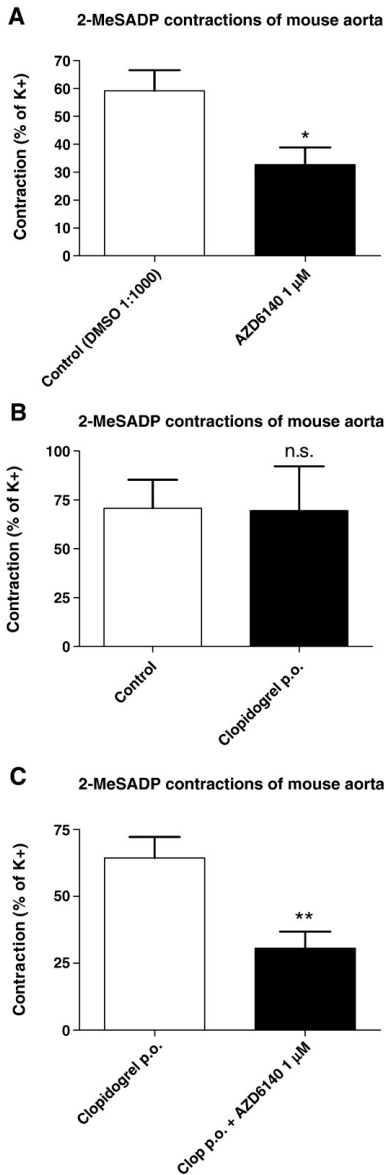 A
2-MeSADP contractions of mouse aorta
Contraction (% of K+)
70
60
50
40
30
20
10
0
*
Control (DMSO 1:1000)
AZD6140 1 µM
B
2-MeSADP contractions of mouse aorta
Contraction (% of K+)
100
75
50
25
0
n.s.
Control
Clopidogrel p.o.
C
2-MeSADP contractions of mouse aorta
Contraction (% of K+)
75
50
25
0
**
Clopidogrel p.o.
Clop p.o. + AZD6140 1 µM